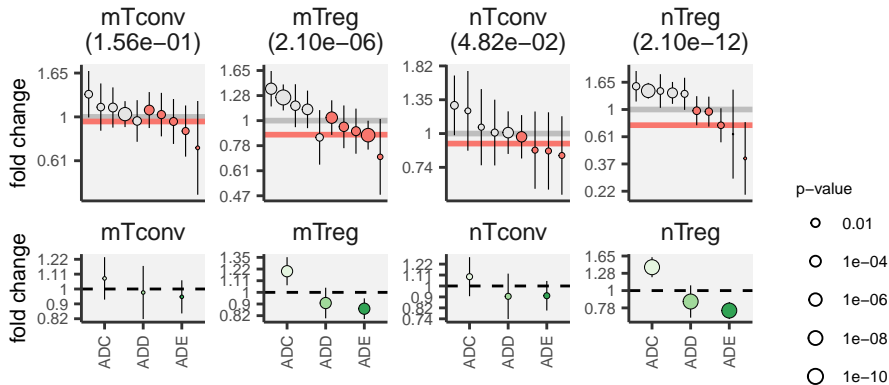 mTconv
(1.56e−01)
mTreg
(2.10e−06)
nTconv
(4.82e−02)
nTreg
(2.10e−12)
fold change
1.65
1
0.61
1.65
1.28
1
0.78
0.61
0.47
1.82
1.35
1
0.74
1.65
1
0.61
0.37
0.22
mTconv
mTreg
nTconv
nTreg
fold change
1.22
1.11
1
0.9
0.82
1.35
1.22
1.11
1
0.9
0.82
1.22
1.11
1
0.9
0.82
0.74
1.65
1.28
1
0.78
ADC
ADD
ADE
ADC
ADD
ADE
ADC
ADD
ADE
ADC
ADD
ADE
p−value
0.01
1e−04
1e−06
1e−08
1e−10